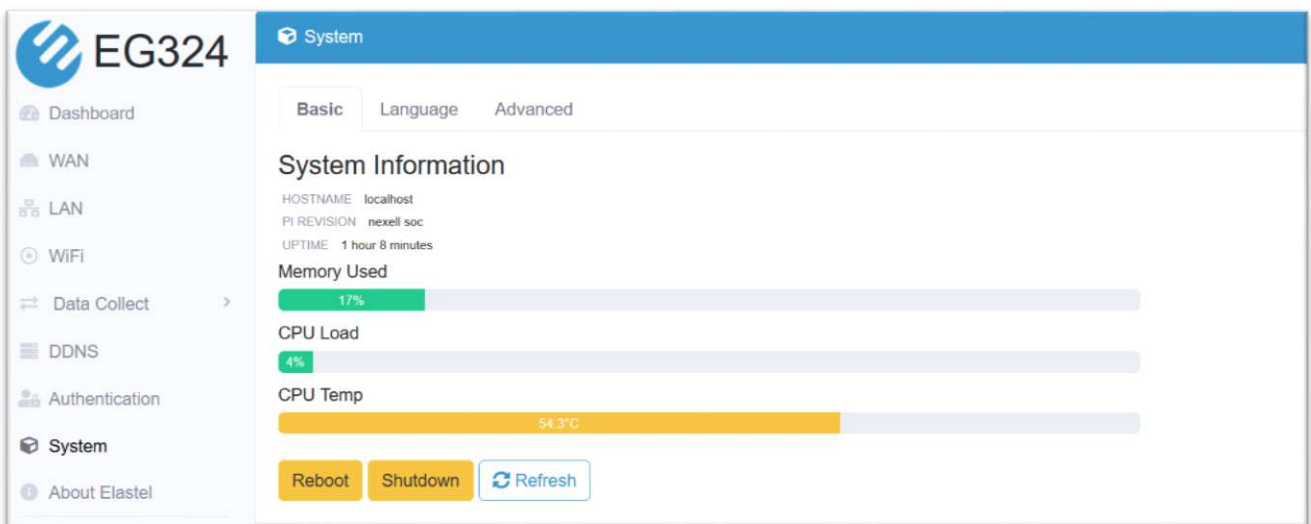 EG324
Dashboard
WAN
LAN
WiFi
Data Collect
DDNS
Authentication
System
About Elastel
System
Basic Language Advanced
System Information
HOSTNAME localhost
PI REVISION nexell soc
UPTIME 1 hour 8 minutes
Memory Used
17%
CPU Load
4%
CPU Temp
54.3°C
Reboot Shutdown Refresh